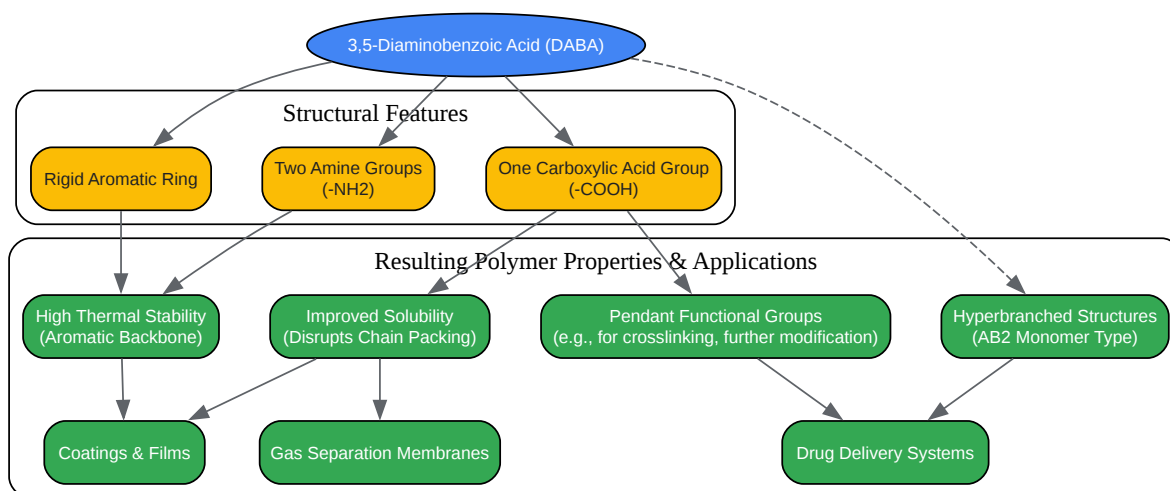 3,5-Diaminobenzoic Acid (DABA)
Structural Features
Rigid Aromatic Ring
Two Amine Groups
(-NH2)
One Carboxylic Acid Group
(-COOH)
Resulting Polymer Properties & Applications
High Thermal Stability
(Aromatic Backbone)
Improved Solubility
(Disrupts Chain Packing)
Pendant Functional Groups
(e.g., for crosslinking, further modification)
Hyperbranched Structures
(AB2 Monomer Type)
Coatings & Films
Gas Separation Membranes
Drug Delivery Systems